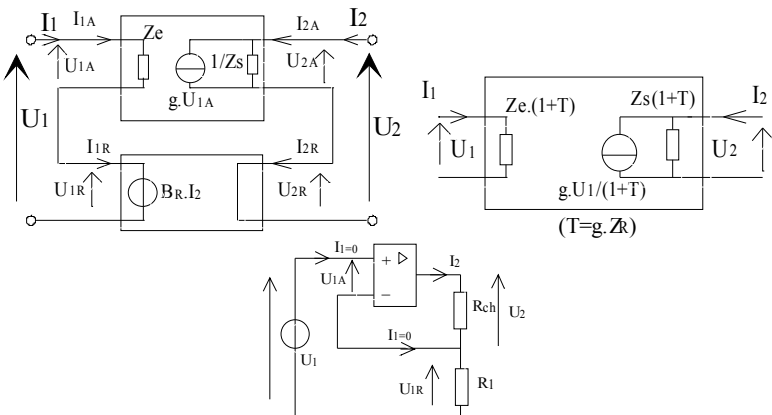 I1 I1A Ze I2A I2
U1A 1/Zs U2A
g.U1A
U1 U2
I1R I2R
U1R BR.I2 U2R
I1 Ze.(1+T) Zs(1+T) I2
U1 U2
g.U1/(1+T)
(T=g.ZR)
I1=0 + I2
U1A −
Rch U2
I1=0
U1
U1R R1